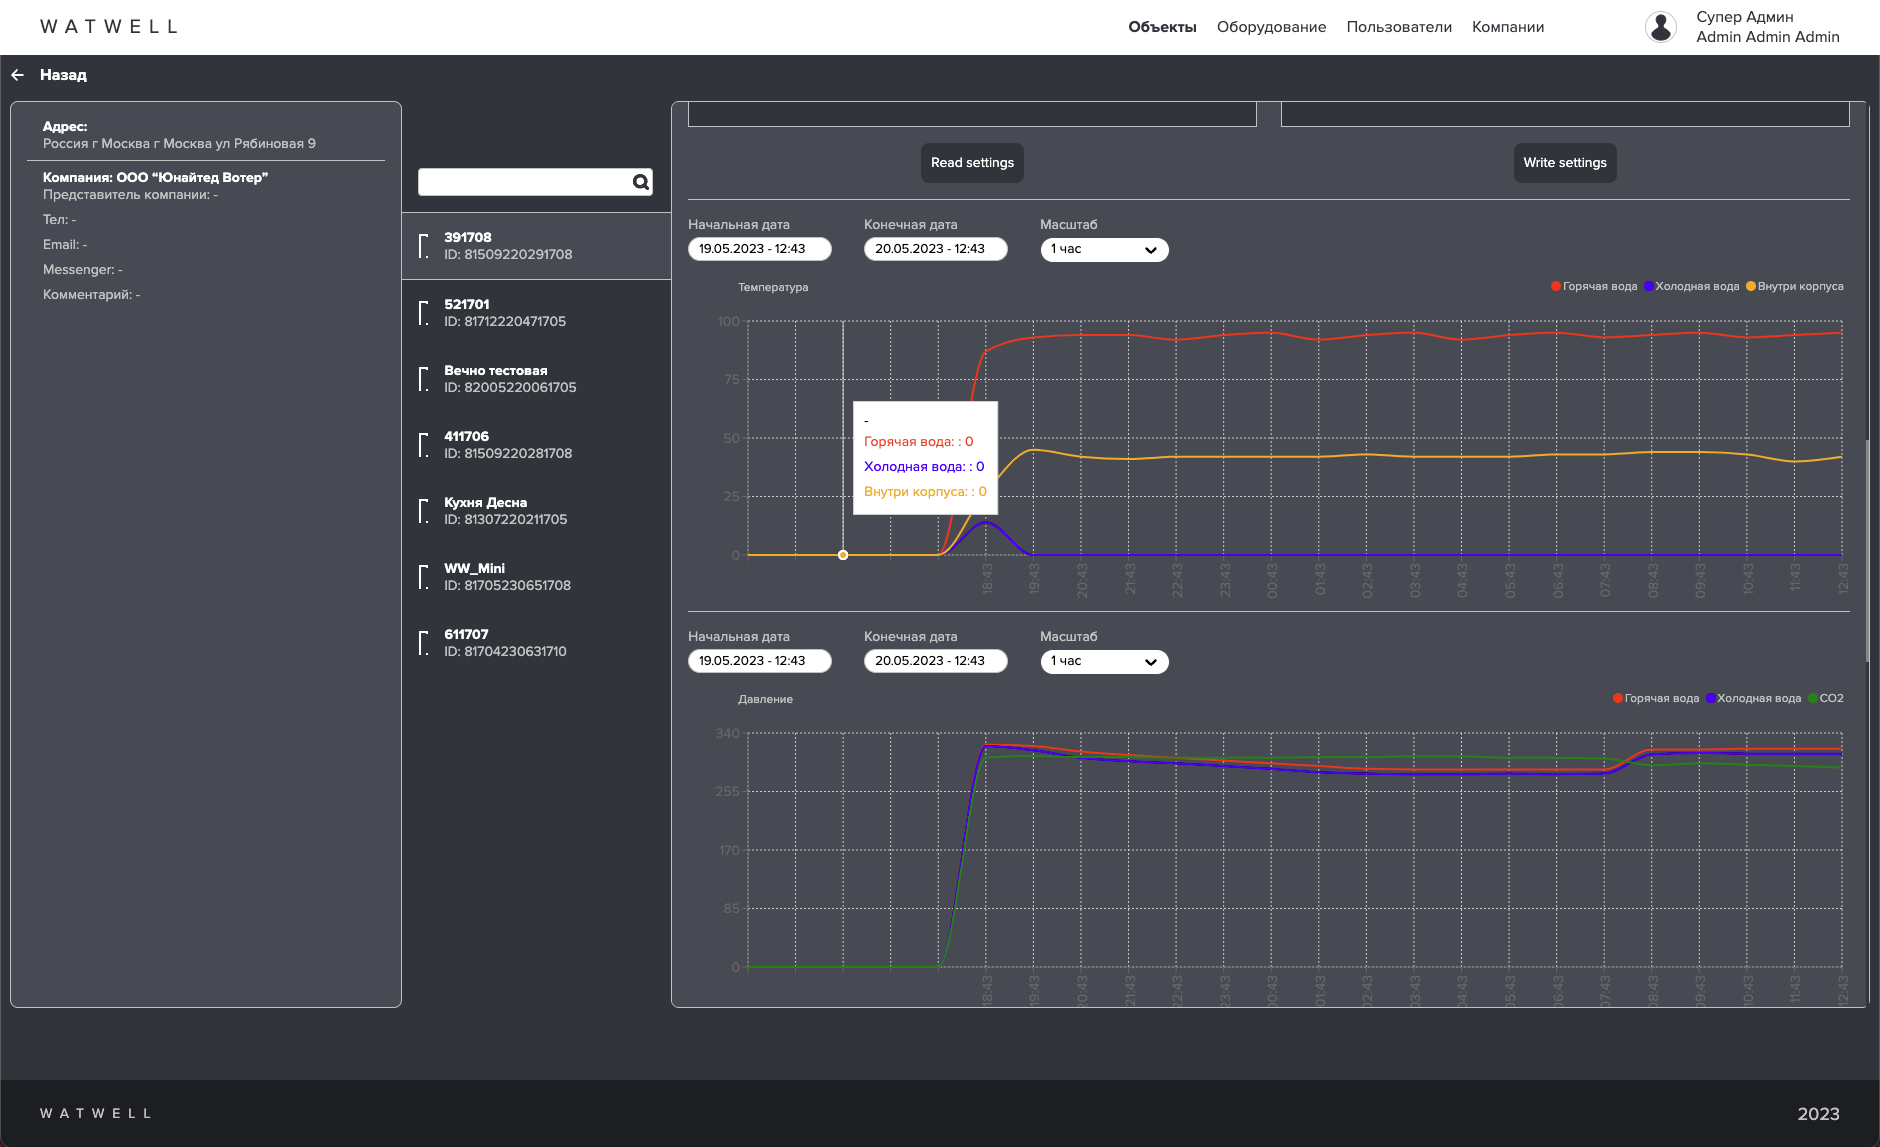 WATWELL
Объекты
Оборудование
Пользователи
Компании
Супер Админ
Admin Admin Admin
Назад
Адрес:
Россия г Москва г Москва ул Рябиновая 9
Компания: ООО “Юнайтед Вотер”
Представитель компании: -
Тел: -
Email: -
Messenger: -
Комментарий: -
391708
ID: 81509220291708
521701
ID: 81712220471705
Вечно тестовая
ID: 82005220061705
411706
ID: 81509220281708
Кухня Десна
ID: 81307220211705
WW_Mini
ID: 81705230651708
611707
ID: 81704230631710
Read settings
Write settings
Начальная дата
Конечная дата
Масштаб
19.05.2023 - 12:43
20.05.2023 - 12:43
1 час
Температура
Горячая вода
Холодная вода
Внутри корпуса
100
75
50
25
0
-
Горячая вода: : 0
Холодная вода: : 0
Внутри корпуса: : 0
18:43
19:43
20:43
21:43
22:43
23:43
00:43
01:43
02:43
03:43
04:43
05:43
06:43
07:43
08:43
09:43
10:43
11:43
12:43
Начальная дата
Конечная дата
Масштаб
19.05.2023 - 12:43
20.05.2023 - 12:43
1 час
Давление
Горячая вода
Холодная вода
CO2
340
255
170
85
0
18:43
19:43
20:43
21:43
22:43
23:43
00:43
01:43
02:43
03:43
04:43
05:43
06:43
07:43
08:43
09:43
10:43
11:43
12:43
WATWELL
2023